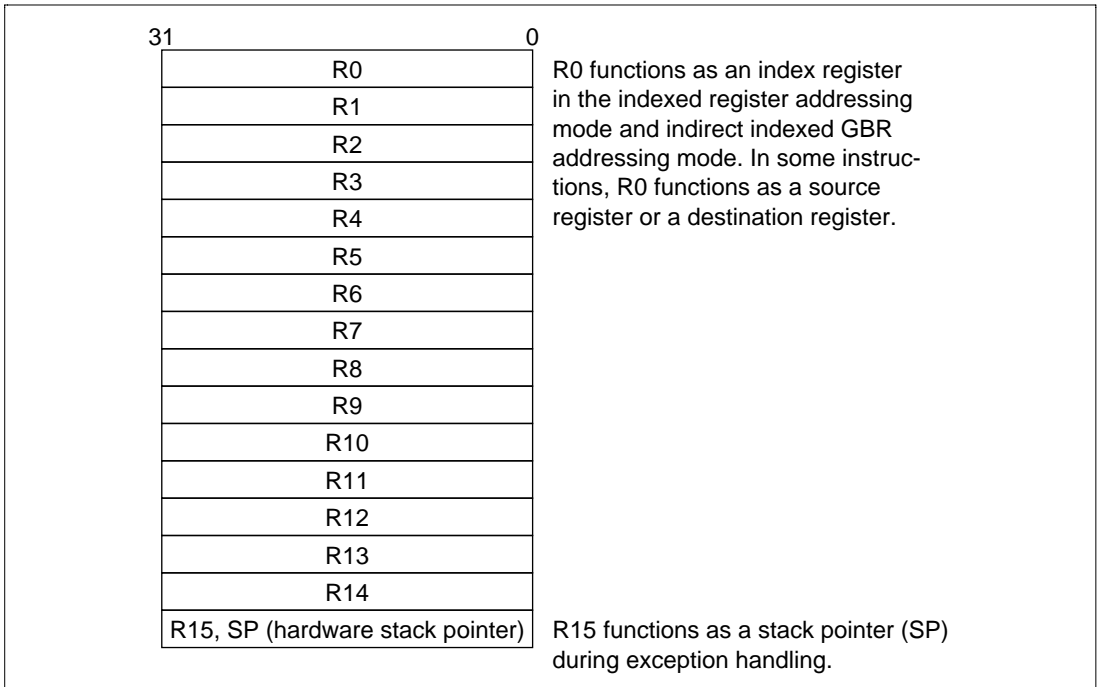 31 0
R0
R0 functions as an index register
R1
in the indexed register addressing
mode and indirect indexed GBR
R2
addressing mode. In some instruc-
R3
tions, R0 functions as a source
R4
register or a destination register.
R5
R6
R7
R8
R9
R10
R11
R12
R13
R14
R15, SP (hardware stack pointer)
R15 functions as a stack pointer (SP)
during exception handling.